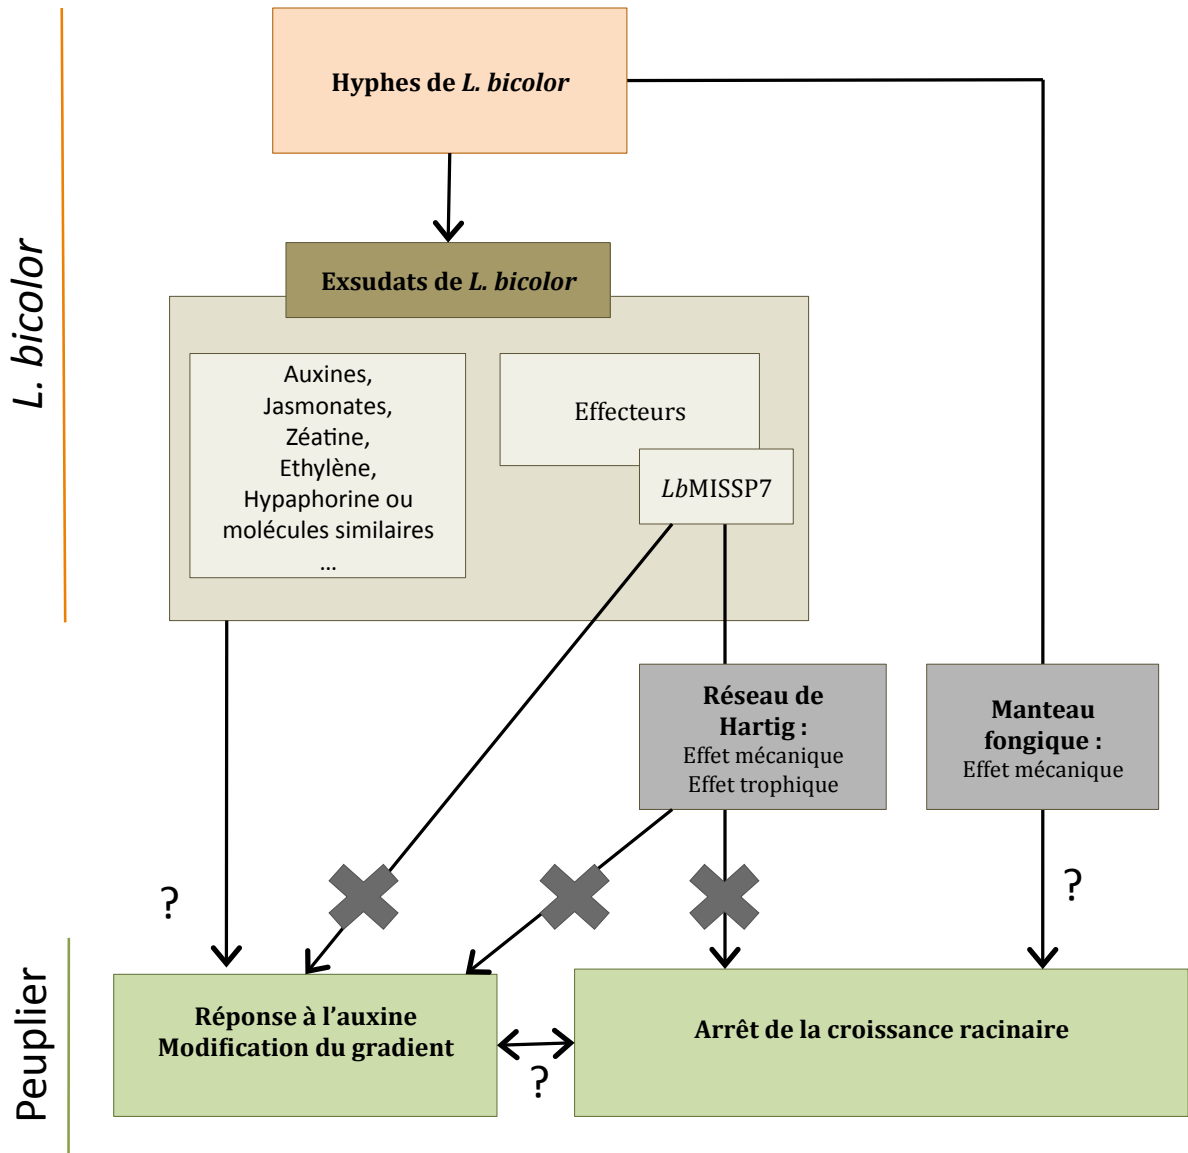 L. bicolor
Hyphes de L. bicolor
Exsudats de L. bicolor
Auxines,
Jasmonates,
Zéatine,
Ethylène,
Hypaphorine ou
molécules similaires
...
Effecteurs
LbMISSP7
Réseau de
Hartig :
Effet mécanique
Effet trophique
Manteau
fongique :
Effet mécanique
?
?
Peuplier
Réponse à l'auxine
Modification du gradient
?
Arrêt de la croissance racinaire